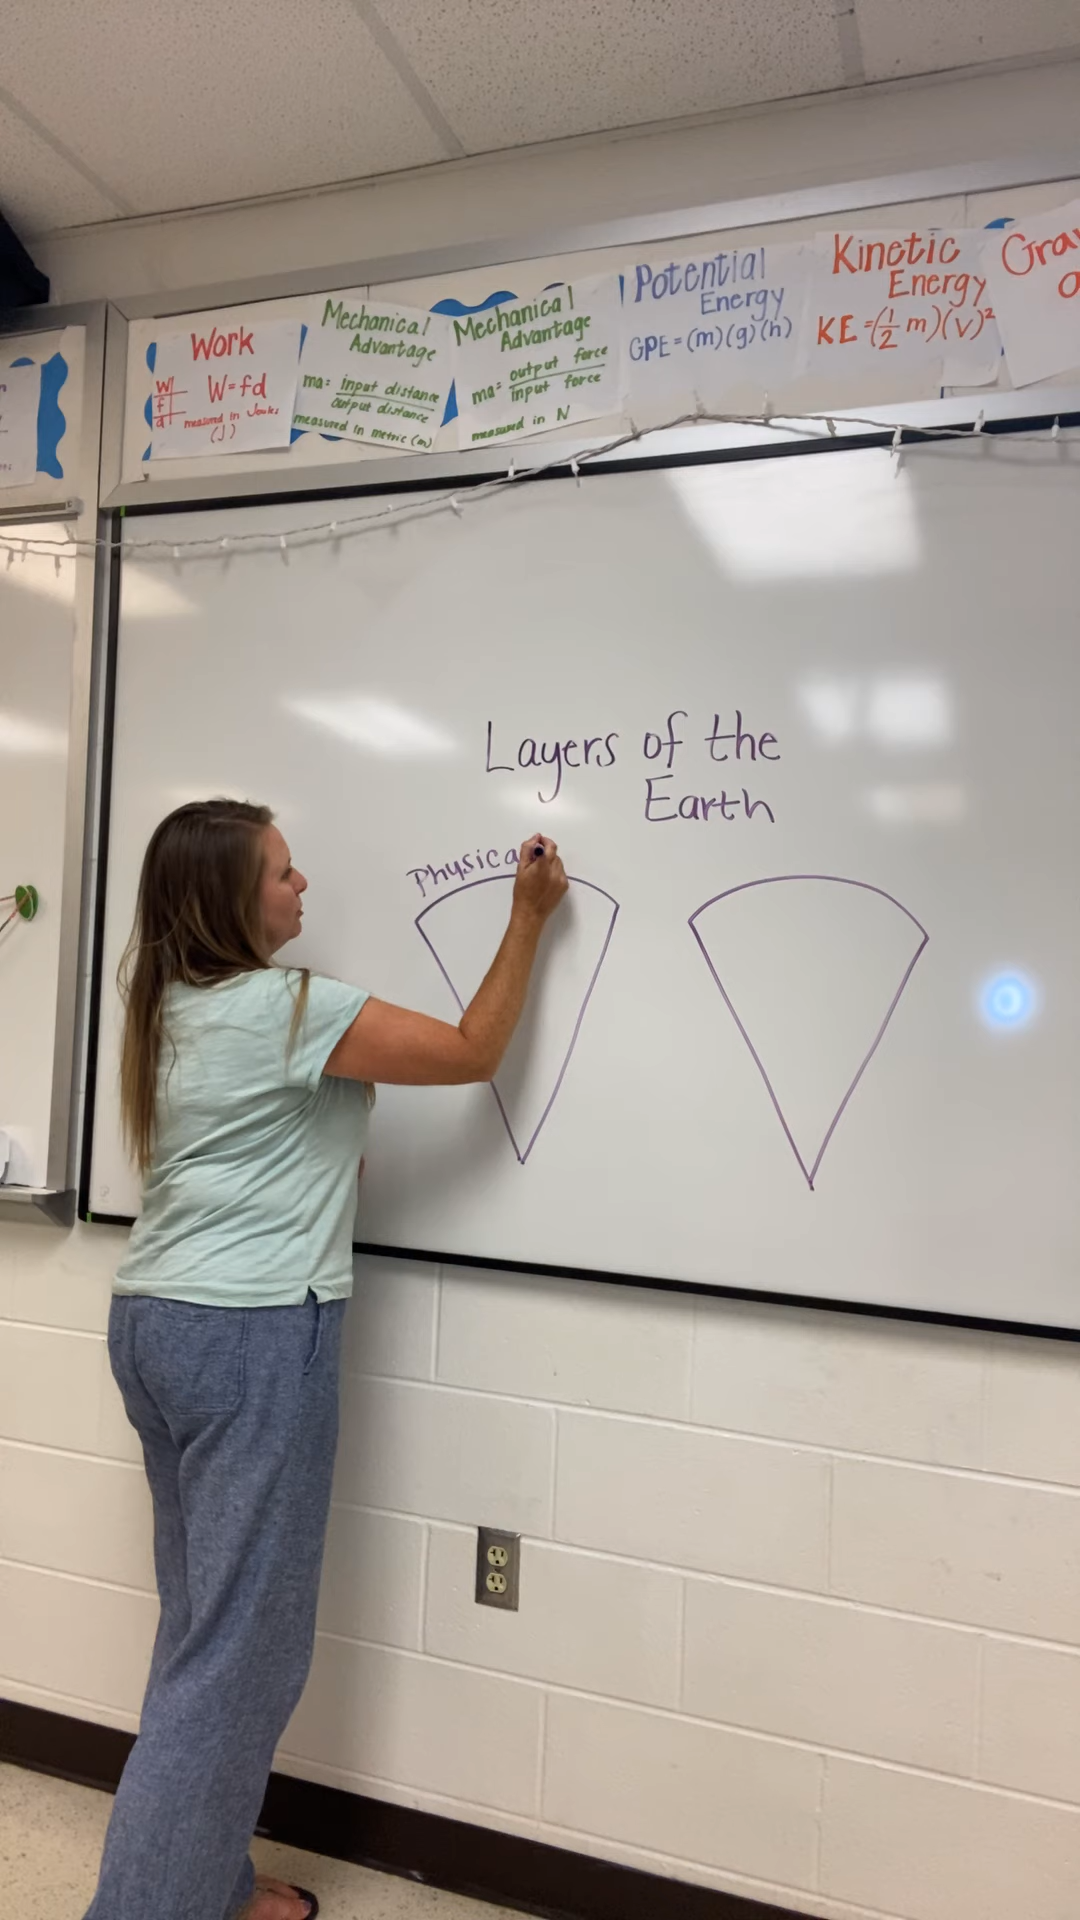 Work
W
f
d
W=fd
measured in Joules
(J)
Mechanical
Advantage
ma= input distance
output distance
measured in metric (m)
Mechanical
Advantage
ma= output force
input force
measured in N
Potential
Energy
GPE=(m)(g)(h)
Kinetic
Energy
KE=(1/2 m)(v)²
Gra
Layers of the
Earth
Physica